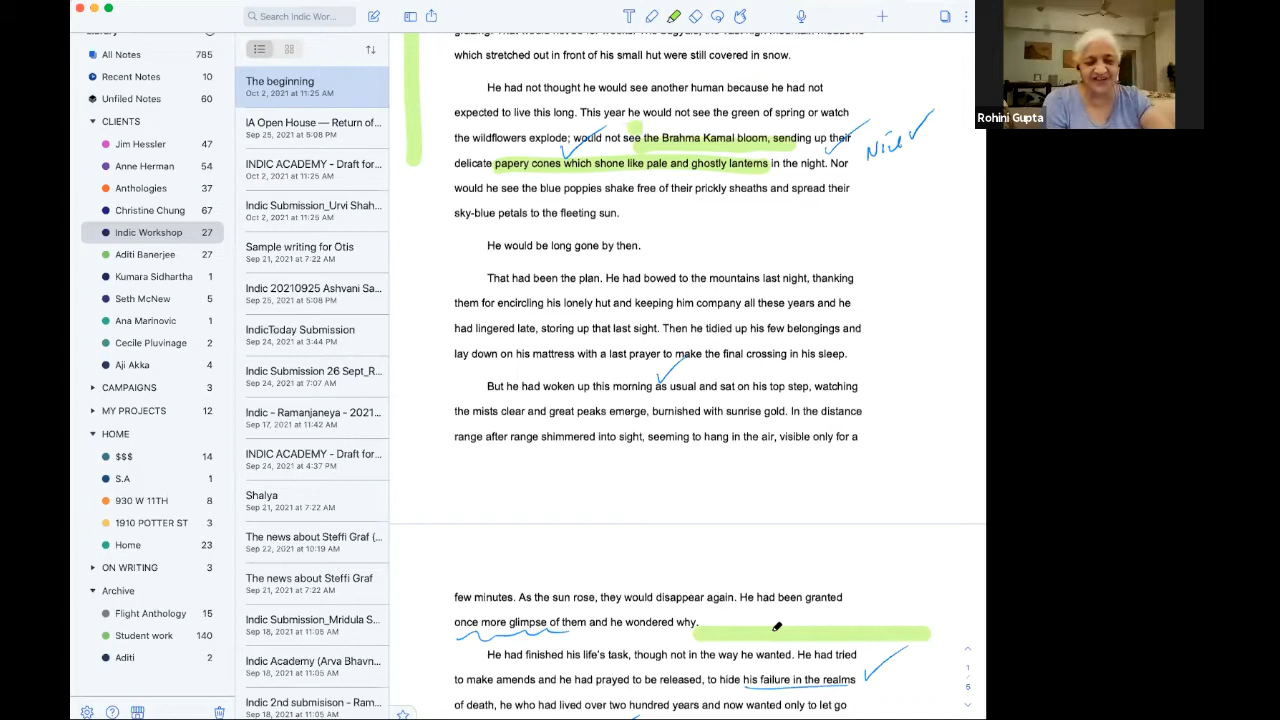 Search Indic Wor...
All Notes 785
Recent Notes 10
Unfiled Notes 60
CLIENTS
Jim Hessler 47
Anne Herman 54
Anthologies 37
Christine Chung 67
Indic Workshop 27
Aditi Banerjee 27
Kumara Sidhartha 1
Seth McNew 5
Ana Marinovic 1
Cecile Pluvinage 2
Aji Akka 4
CAMPAIGNS 3
MY PROJECTS 12
HOME
$$$ 14
S.A 1
930 W 11TH 8
1910 POTTER ST 3
Home 23
ON WRITING 3
Archive
Flight Anthology 15
Student work 140
Aditi 2
The beginning
Oct 2, 2021 at 11:25 AM
IA Open House — Return of...
Sep 25, 2021 at 5:08 PM
INDIC ACADEMY - Draft for...
Oct 2, 2021 at 11:25 AM
Indic Submission_Urvi Shah...
Oct 2, 2021 at 11:25 AM
Sample writing for Otis
Sep 21, 2021 at 7:22 AM
Indic 20210925 Ashvani Sa...
Sep 25, 2021 at 5:08 PM
IndicToday Submission
Sep 24, 2021 at 3:44 PM
Indic Submission 26 Sept_R...
Sep 24, 2021 at 7:07 AM
Indic - Ramanjaneya - 2021...
Sep 17, 2021 at 11:42 AM
INDIC ACADEMY - Draft for...
Sep 24, 2021 at 4:37 PM
Shalya
Sep 21, 2021 at 7:22 AM
The news about Steffi Graf (...
Sep 22, 2021 at 10:19 AM
The news about Steffi Graf
Sep 21, 2021 at 7:22 AM
Indic Submission_Mridula S...
Sep 18, 2021 at 11:05 AM
Indic Academy (Arva Bhavn...
Sep 18, 2021 at 11:05 AM
Indic 2nd submisison - Ram...
Sep 18, 2021 at 11:05 AM
which stretched out in front of his small hut were still covered in snow.
He had not thought he would see another human because he had not
expected to live this long. This year he would not see the green of spring or watch
the wildflowers explode; would not see the Brahma Kamal bloom, sending up their
delicate papery cones which shone like pale and ghostly lanterns in the night. Nor
would he see the blue poppies shake free of their prickly sheaths and spread their
sky-blue petals to the fleeting sun.
Nice
He would be long gone by then.
That had been the plan. He had bowed to the mountains last night, thanking
them for encircling his lonely hut and keeping him company all these years and he
had lingered late, storing up that last sight. Then he tidied up his few belongings and
lay down on his mattress with a last prayer to make the final crossing in his sleep.
But he had woken up this morning as usual and sat on his top step, watching
the mists clear and great peaks emerge, burnished with sunrise gold. In the distance
range after range shimmered into sight, seeming to hang in the air, visible only for a
few minutes. As the sun rose, they would disappear again. He had been granted
once more glimpse of them and he wondered why.
He had finished his life's task, though not in the way he wanted. He had tried
to make amends and he had prayed to be released, to hide his failure in the realms
of death, he who had lived over two hundred years and now wanted only to let go
1
5
Rohini Gupta